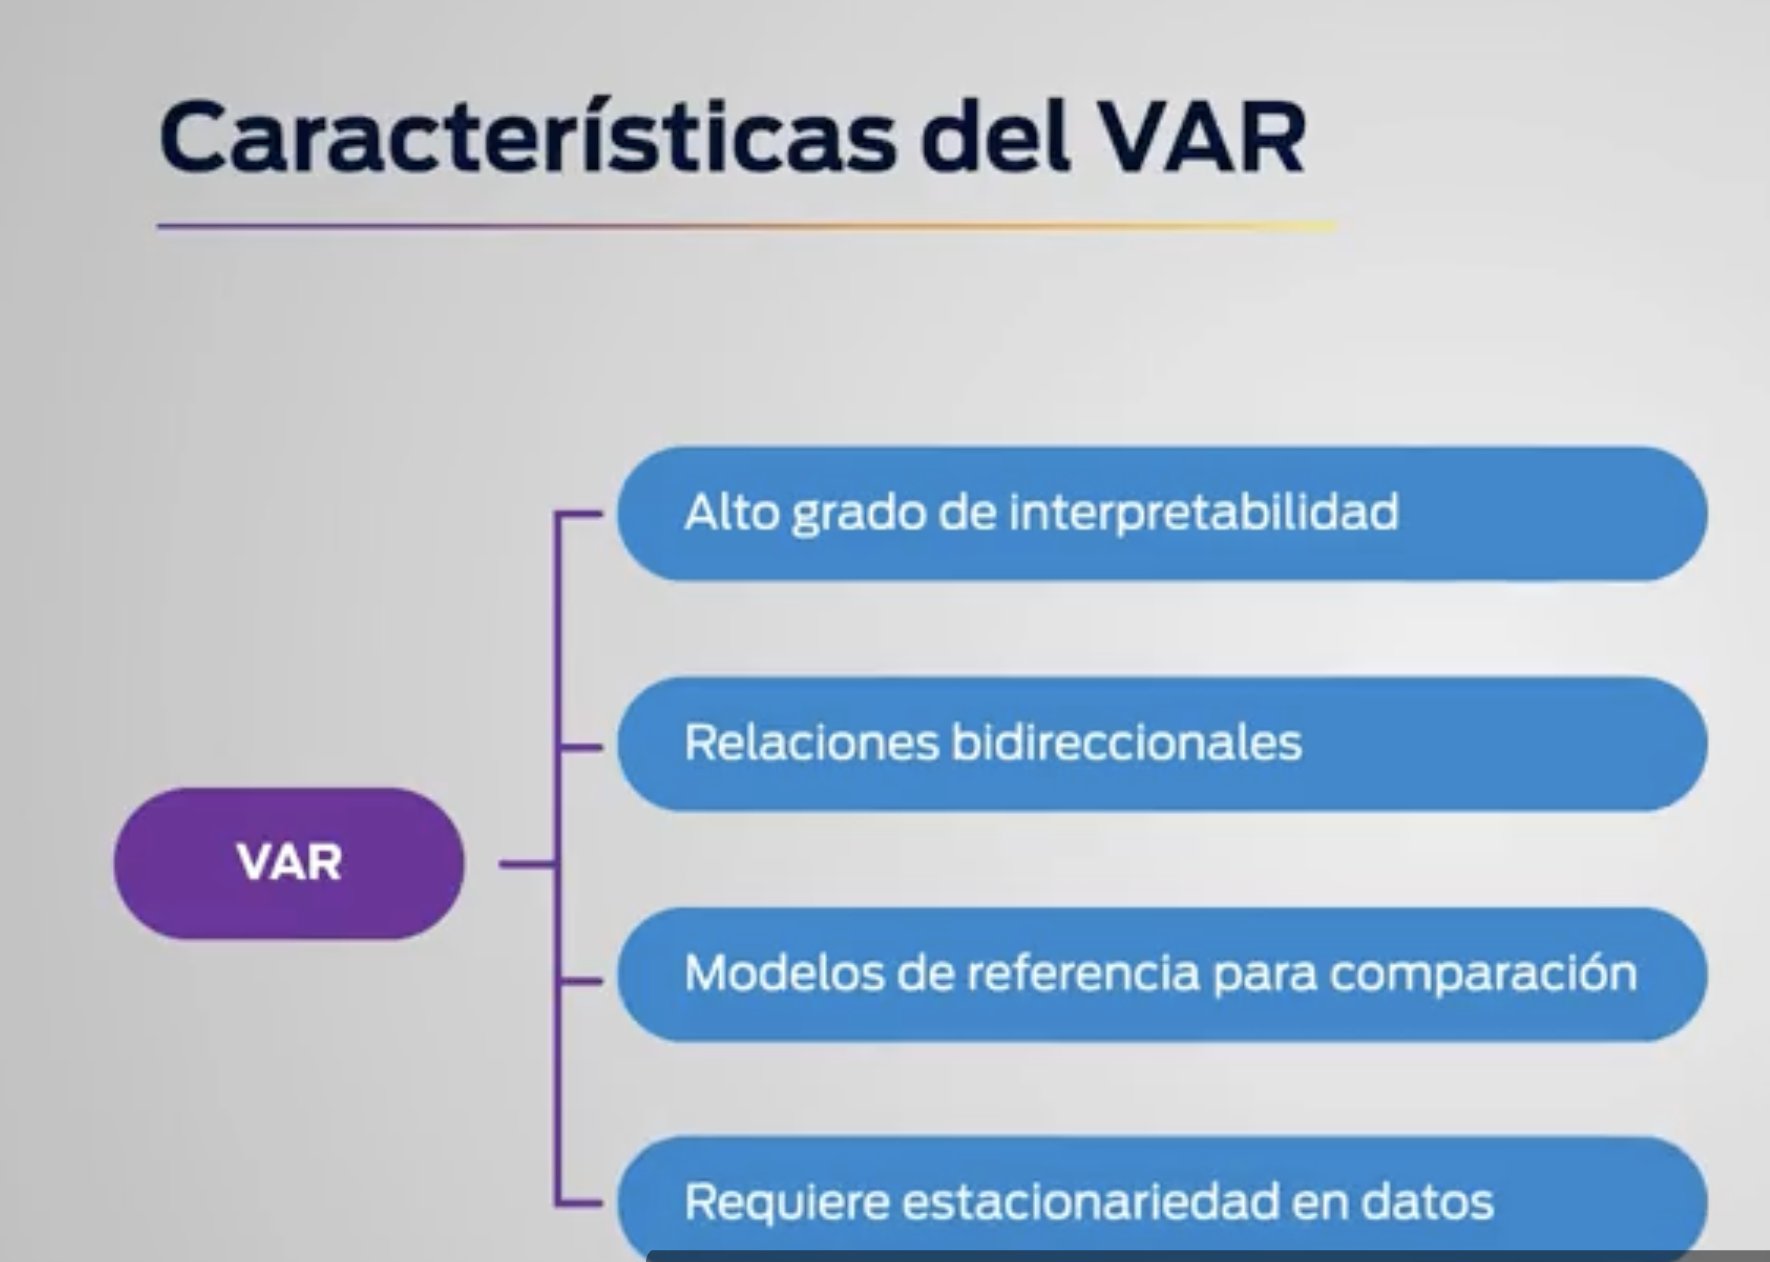 Características del VAR
Alto grado de interpretabilidad
Relaciones bidireccionales
VAR
Modelos de referencia para comparación
Requiere estacionariedad en datos